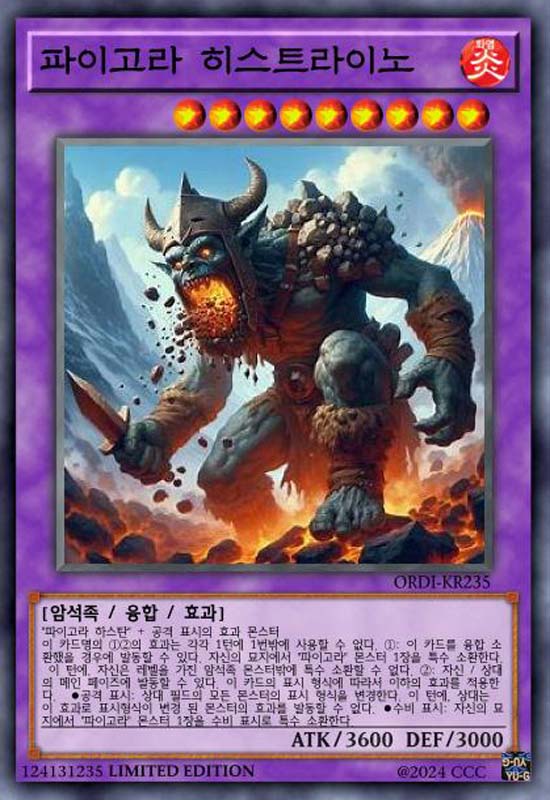 파이고라 히스트라이노
화염
炎
ORDI-KR235
[암석족 / 융합 / 효과]
"파이고라 하스탄" + 공격 표시의 효과 몬스터
이 카드명의 ①②의 효과는 각각 1턴에 1번밖에 사용할 수 없다. ①: 이 카드를 융합 소
환했을 경우에 발동할 수 있다. 자신의 묘지에서 "파이고라" 몬스터 1장을 특수 소환한다.
이 턴에, 자신은 레벨을 가진 암석족 몬스터밖에 특수 소환할 수 없다. ②: 자신 / 상대
의 메인 페이즈에 발동할 수 있다. 이 카드의 표시 형식에 따라서 이하의 효과를 적용한
다. ●공격 표시: 상대 필드의 모든 몬스터의 표시 형식을 변경한다. 이 턴에, 상대는
이 효과로 표시형식이 변경 된 몬스터의 효과를 발동할 수 없다. ●수비 표시: 자신의 묘
지에서 "파이고라" 몬스터 1장을 수비 표시로 특수 소환한다.
ATK/3600 DEF/3000
124131235 LIMITED EDITION @2024 CCC
YU-G